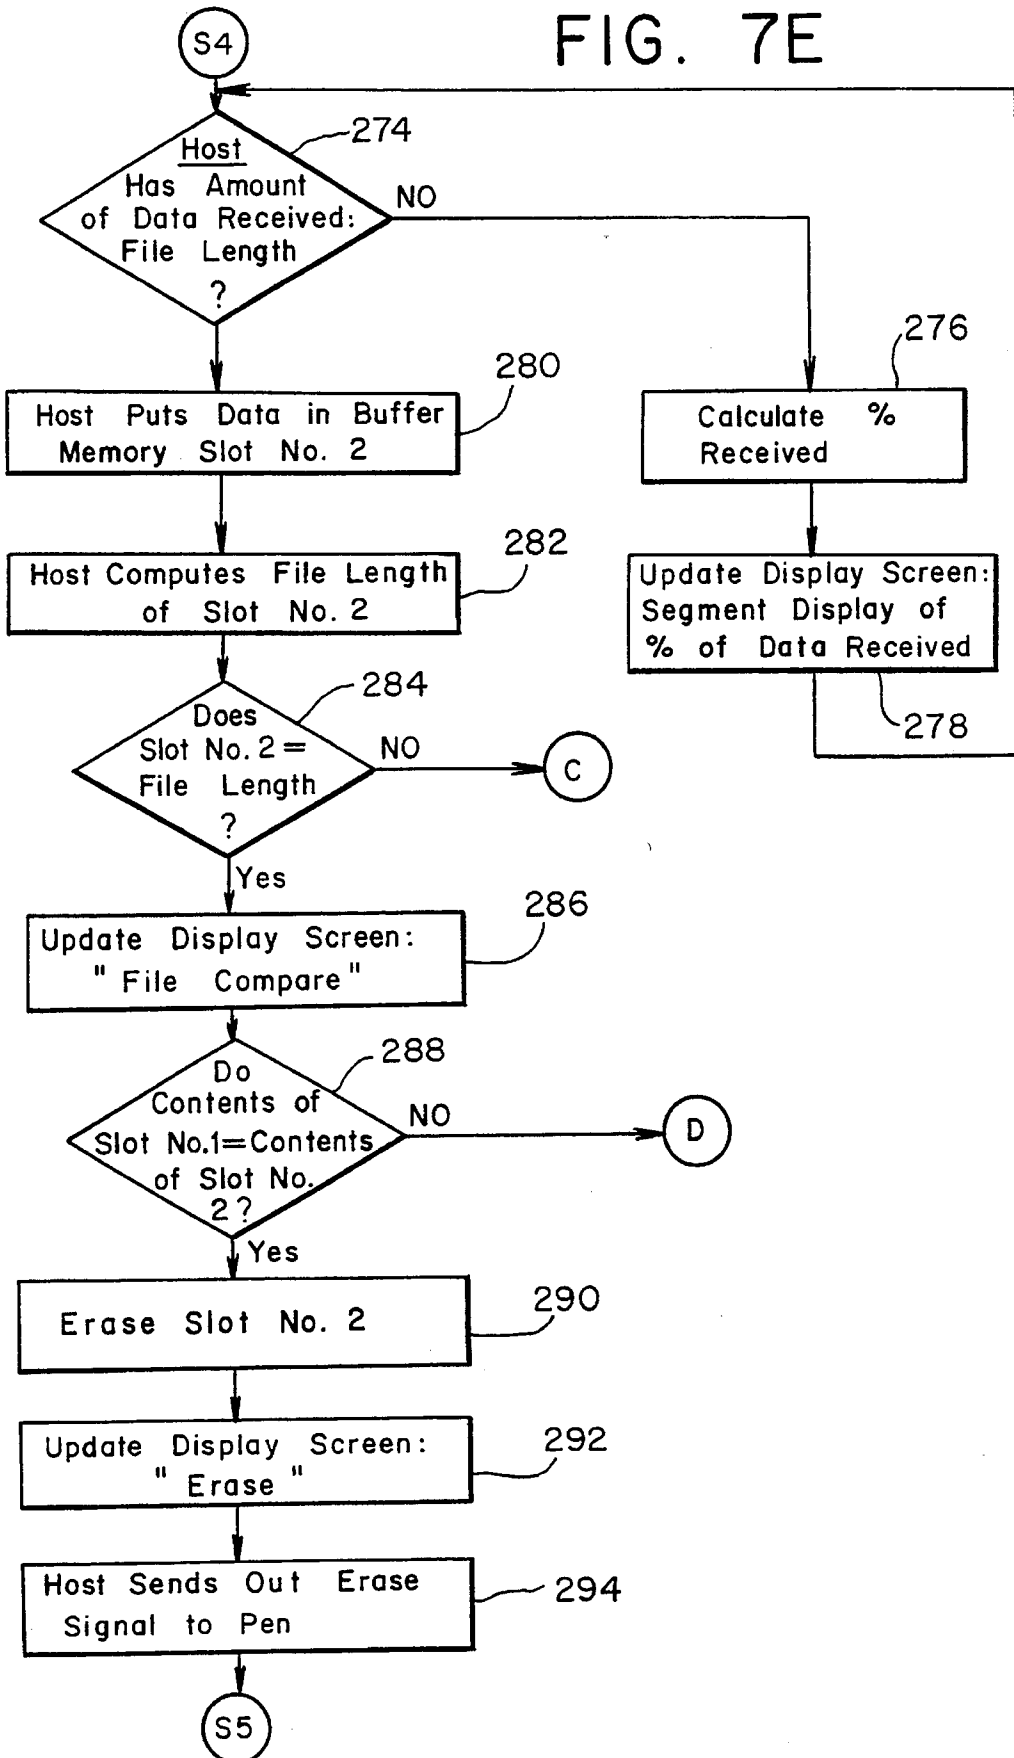 FIG. 7E
S4
274
Host
Has Amount
of Data Received:
File Length
?
NO
276
Calculate %
Received
Update Display Screen:
Segment Display of
% of Data Received
278
280
Host Puts Data in Buffer
Memory Slot No. 2
282
Host Computes File Length
of Slot No. 2
284
Does
Slot No. 2 =
File Length
?
NO
C
Yes
286
Update Display Screen:
" File Compare "
288
Do
Contents of
Slot No.1=Contents
of Slot No.
2?
NO
D
Yes
290
Erase Slot No. 2
292
Update Display Screen:
" Erase "
294
Host Sends Out Erase
Signal to Pen
S5